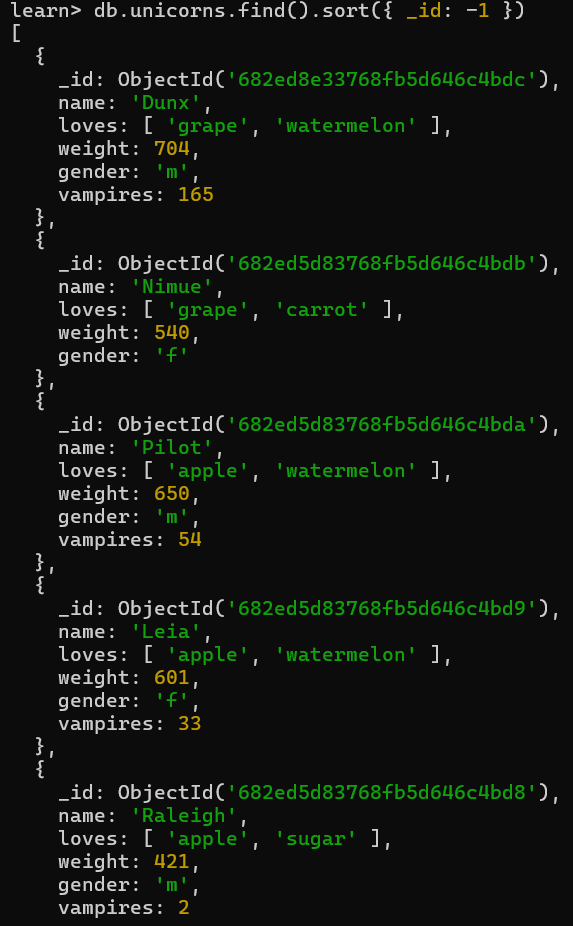 learn> db.unicorns.find().sort({ _id: -1 })
[
  {
    _id: ObjectId('682ed8e33768fb5d646c4bdc'),
    name: 'Dunx',
    loves: [ 'grape', 'watermelon' ],
    weight: 704,
    gender: 'm',
    vampires: 165
  },
  {
    _id: ObjectId('682ed5d83768fb5d646c4bdb'),
    name: 'Nimue',
    loves: [ 'grape', 'carrot' ],
    weight: 540,
    gender: 'f'
  },
  {
    _id: ObjectId('682ed5d83768fb5d646c4bda'),
    name: 'Pilot',
    loves: [ 'apple', 'watermelon' ],
    weight: 650,
    gender: 'm',
    vampires: 54
  },
  {
    _id: ObjectId('682ed5d83768fb5d646c4bd9'),
    name: 'Leia',
    loves: [ 'apple', 'watermelon' ],
    weight: 601,
    gender: 'f',
    vampires: 33
  },
  {
    _id: ObjectId('682ed5d83768fb5d646c4bd8'),
    name: 'Raleigh',
    loves: [ 'apple', 'sugar' ],
    weight: 421,
    gender: 'm',
    vampires: 2